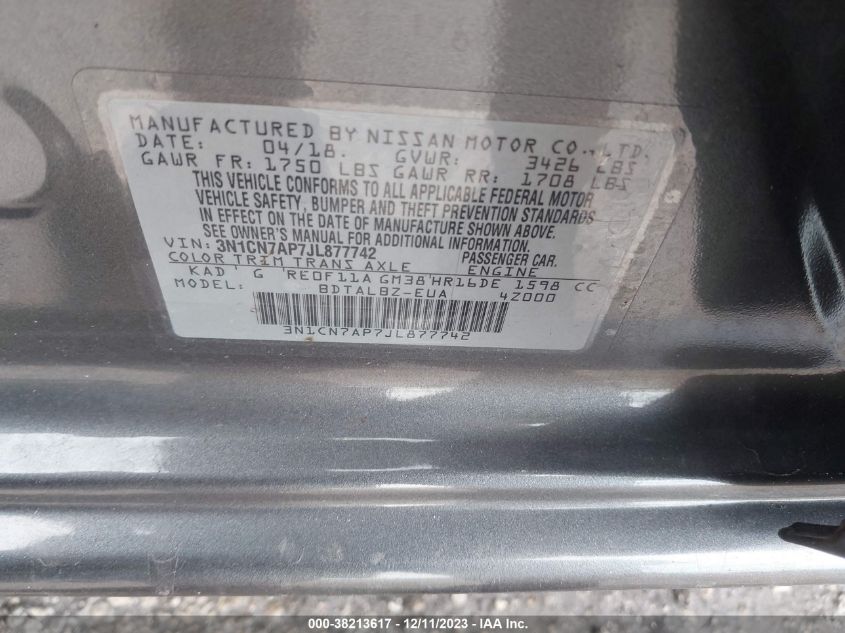 MANUFACTURED BY NISSAN MOTOR CO., LTD.
DATE: 04/18. GVWR: 3426 LBS
GAWR FR: 1750 LBS GAWR RR: 1708 LBS
THIS VEHICLE CONFORMS TO ALL APPLICABLE FEDERAL MOTOR
VEHICLE SAFETY, BUMPER AND THEFT PREVENTION STANDARDS
IN EFFECT ON THE DATE OF MANUFACTURE SHOWN ABOVE.
SEE OWNER'S MANUAL FOR ADDITIONAL INFORMATION.
VIN: 3N1CN7AP7JL877742 PASSENGER CAR.
COLOR TRIM TRANS AXLE ENGINE
KAD ' G 'RE0F11A GM38'HR16DE 1598 CC
MODEL: BDTALBZ-EUA 4Z000
3N1CN7AP7JL877742
000-38213617 - 12/11/2023 - IAA Inc.